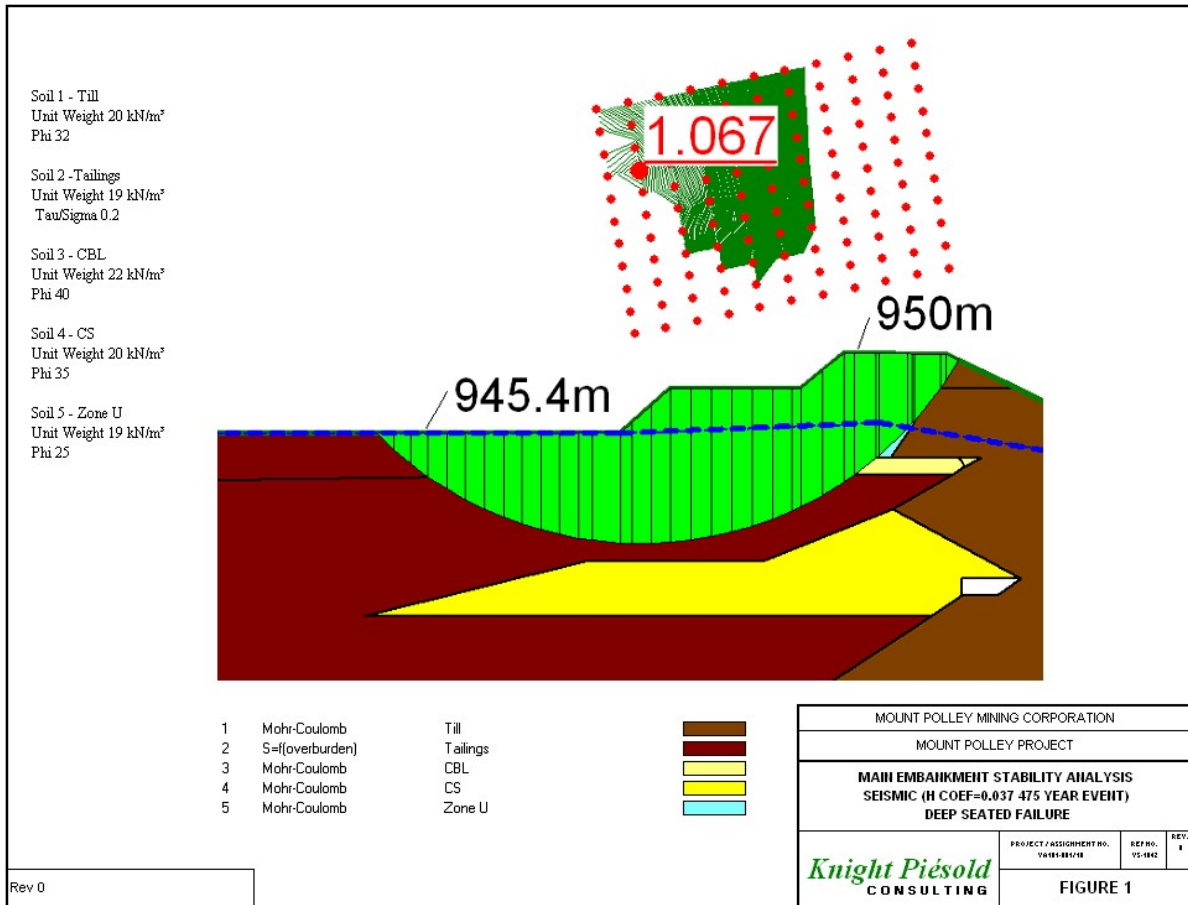 Soil 1 - Till
Unit Weight 20 kN/m³
Phi 32
Soil 2 -Tailings
Unit Weight 19 kN/m³
Tau/Sigma 0.2
Soil 3 - CBL
Unit Weight 22 kN/m³
Phi 40
Soil 4 - CS
Unit Weight 20 kN/m³
Phi 35
Soil 5 - Zone U
Unit Weight 19 kN/m³
Phi 25
1.067
950m
945.4m
1 Mohr-Coulomb Till
2 S=f(overburden) Tailings
3 Mohr-Coulomb CBL
4 Mohr-Coulomb CS
5 Mohr-Coulomb Zone U
MOUNT POLLEY MINING CORPORATION
MOUNT POLLEY PROJECT
MAIN EMBANKMENT STABILITY ANALYSIS
SEISMIC (H COEF=0.037 475 YEAR EVENT)
DEEP SEATED FAILURE
Knight Piésold
CONSULTING
PROJECT / ASSIGNMENT NO.
REF NO.
REV.
FIGURE 1
Rev 0